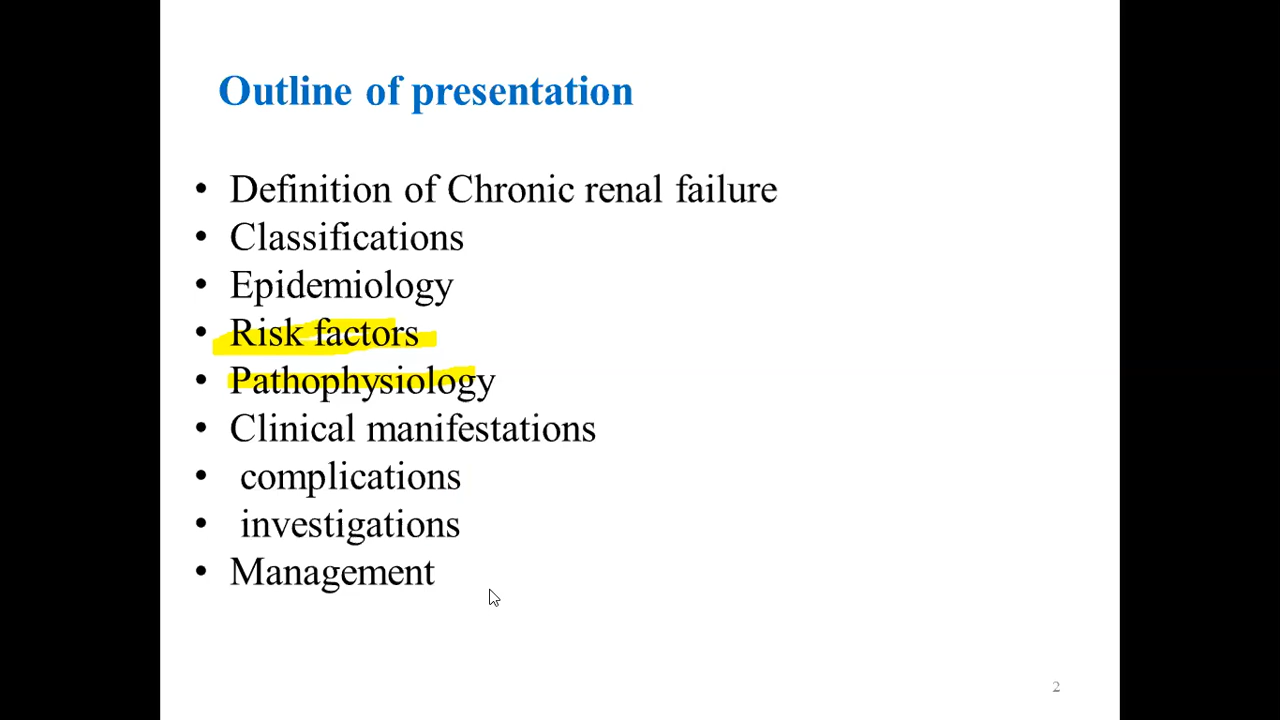 Outline of presentation
• Definition of Chronic renal failure
• Classifications
• Epidemiology
• Risk factors
• Pathophysiology
• Clinical manifestations
• complications
• investigations
• Management
2